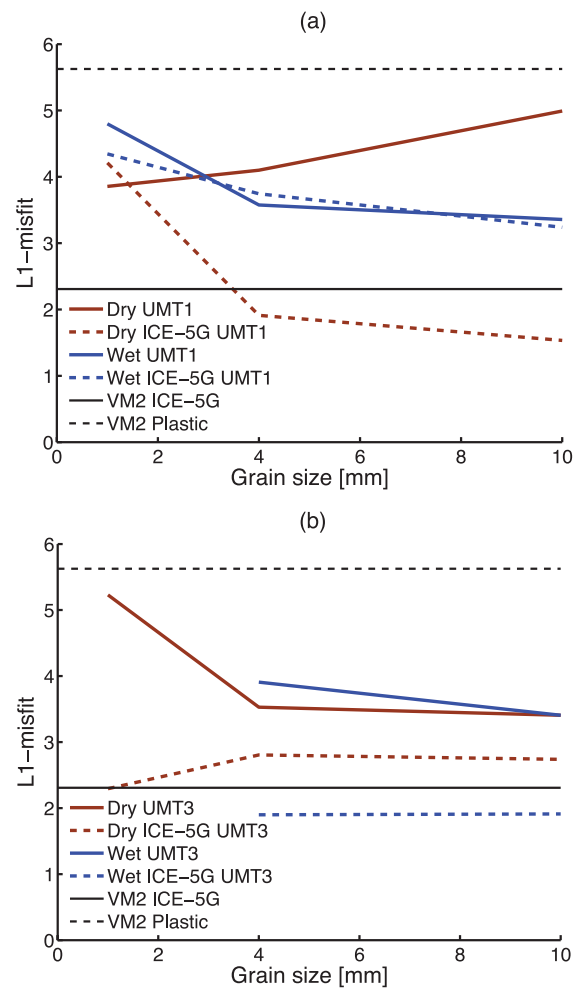 (a)
6
5
4
3
2
1
0
L1−misfit
Dry UMT1
Dry ICE−5G UMT1
Wet UMT1
Wet ICE−5G UMT1
VM2 ICE−5G
VM2 Plastic
0 2 4 6 8 10
Grain size [mm]
(b)
6
5
4
3
2
1
0
L1−misfit
Dry UMT3
Dry ICE−5G UMT3
Wet UMT3
Wet ICE−5G UMT3
VM2 ICE−5G
VM2 Plastic
0 2 4 6 8 10
Grain size [mm]